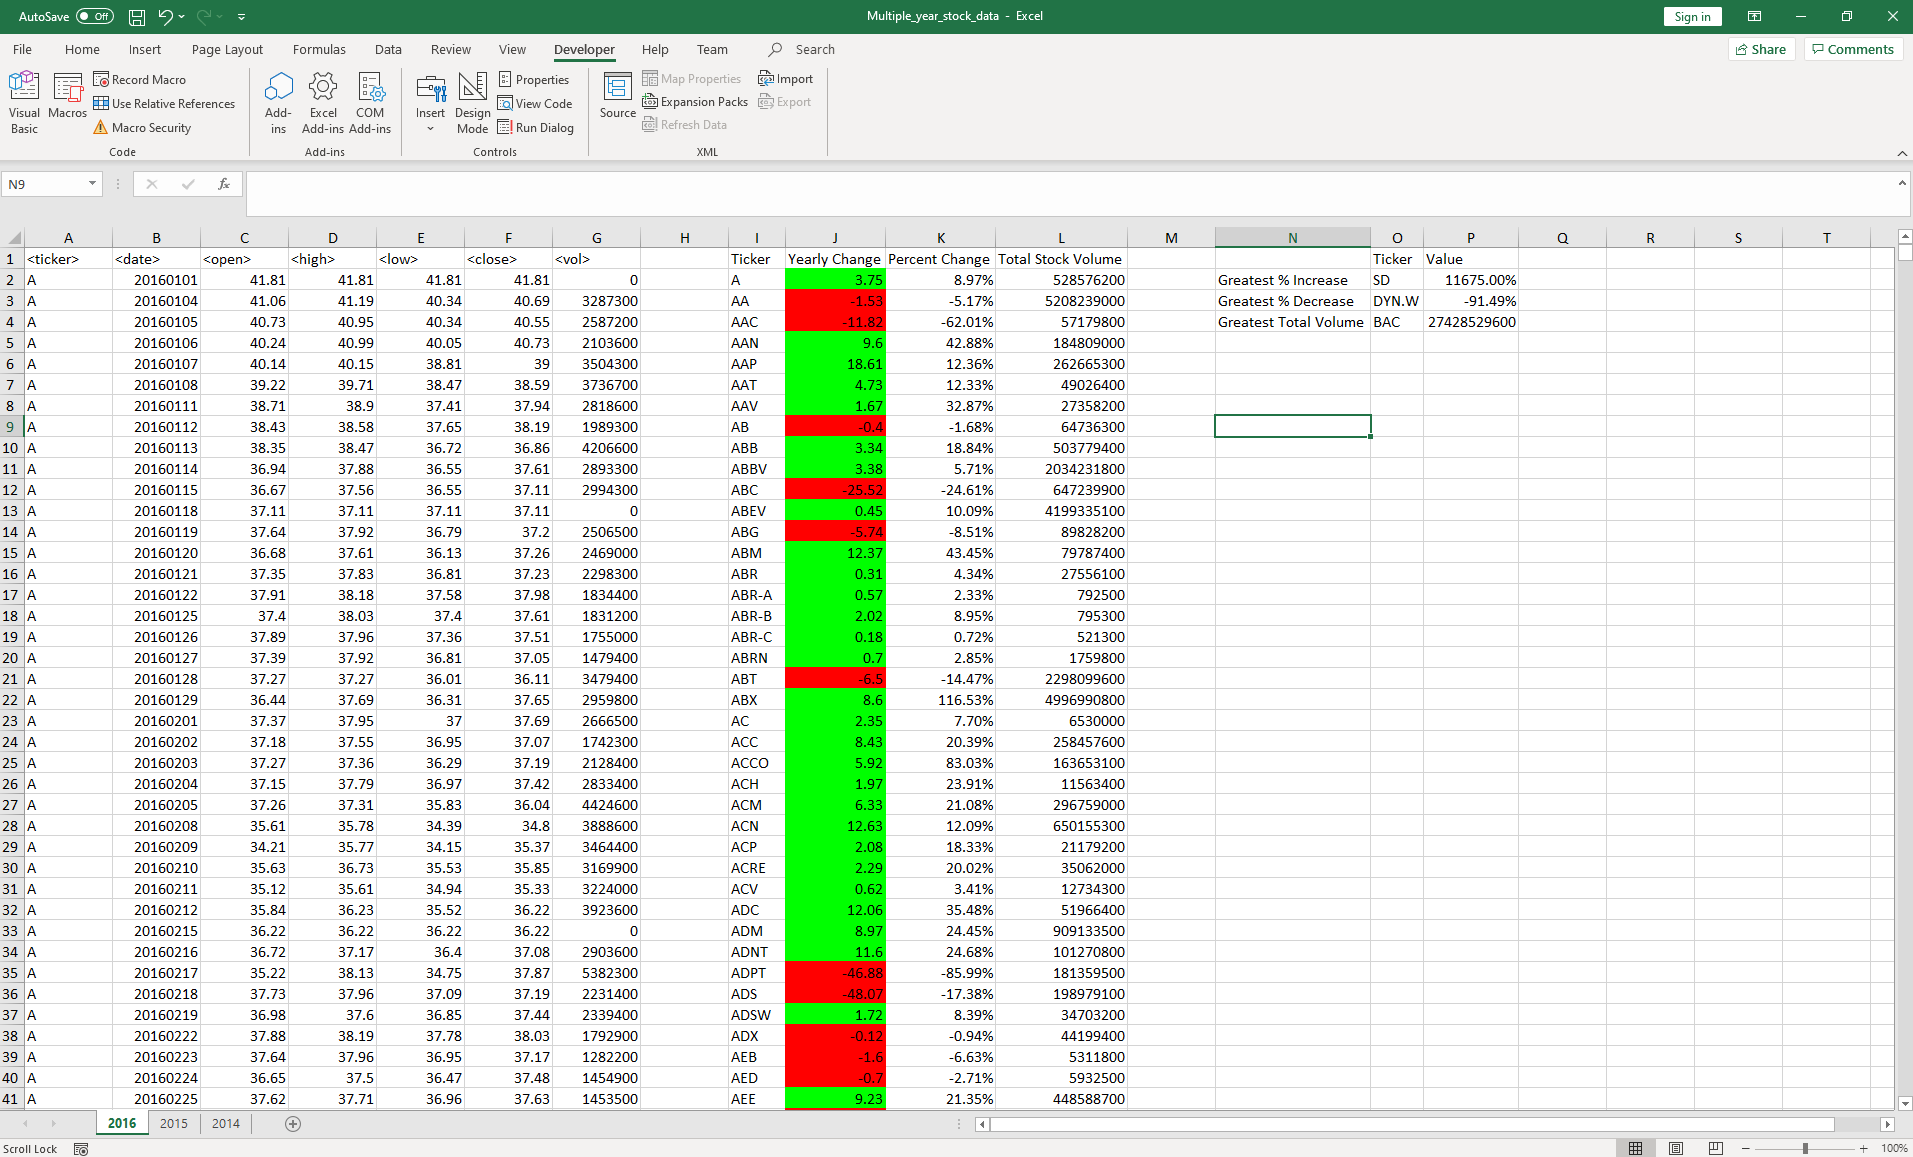 AutoSave Off Multiple_year_stock_data - Excel Sign in
File Home Insert Page Layout Formulas Data Review View Developer Help Team Search Share Comments
Visual Basic Macros Record Macro Use Relative References Macro Security Code
Add-ins Excel Add-ins COM Add-ins Add-ins
Insert Design Mode Properties View Code Run Dialog Controls
Source Map Properties Expansion Packs Refresh Data Import Export XML
N9 fx
A B C D E F G H I J K L M N O P Q R S T
1 <ticker> <date> <open> <high> <low> <close> <vol> Ticker Yearly Change Percent Change Total Stock Volume Ticker Value
2 A 20160101 41.81 41.81 41.81 41.81 0 A 3.75 8.97% 528576200 Greatest % Increase SD 11675.00%
3 A 20160104 41.06 41.19 40.34 40.69 3287300 AA -1.53 -5.17% 5208239000 Greatest % Decrease DYN.W -91.49%
4 A 20160105 40.73 40.95 40.34 40.55 2587200 AAC -11.82 -62.01% 57179800 Greatest Total Volume BAC 27428529600
5 A 20160106 40.24 40.99 40.05 40.73 2103600 AAN 9.6 42.88% 184809000
6 A 20160107 40.14 40.15 38.81 39 3504300 AAP 18.61 12.36% 262665300
7 A 20160108 39.22 39.71 38.47 38.59 3736700 AAT 4.73 12.33% 49026400
8 A 20160111 38.71 38.9 37.41 37.94 2818600 AAV 1.67 32.87% 27358200
9 A 20160112 38.43 38.58 37.65 38.19 1989300 AB -0.4 -1.68% 64736300
10 A 20160113 38.35 38.47 36.72 36.86 4206600 ABB 3.34 18.84% 503779400
11 A 20160114 36.94 37.88 36.55 37.61 2893300 ABBV 3.38 5.71% 2034231800
12 A 20160115 36.67 37.56 36.55 37.11 2994300 ABC -25.52 -24.61% 647239900
13 A 20160118 37.11 37.11 37.11 37.11 0 ABEV 0.45 10.09% 4199335100
14 A 20160119 37.64 37.92 36.79 37.2 2506500 ABG -5.74 -8.51% 89828200
15 A 20160120 36.68 37.61 36.13 37.26 2469000 ABM 12.37 43.45% 79787400
16 A 20160121 37.35 37.83 36.81 37.23 2298300 ABR 0.31 4.34% 27556100
17 A 20160122 37.91 38.18 37.58 37.98 1834400 ABR-A 0.57 2.33% 792500
18 A 20160125 37.4 38.03 37.4 37.61 1831200 ABR-B 2.02 8.95% 795300
19 A 20160126 37.89 37.96 37.36 37.51 1755000 ABR-C 0.18 0.72% 521300
20 A 20160127 37.39 37.92 36.81 37.05 1479400 ABRN 0.7 2.85% 1759800
21 A 20160128 37.27 37.27 36.01 36.11 3479400 ABT -6.5 -14.47% 2298099600
22 A 20160129 36.44 37.69 36.31 37.65 2959800 ABX 8.6 116.53% 4996990800
23 A 20160201 37.37 37.95 37 37.69 2666500 AC 2.35 7.70% 6530000
24 A 20160202 37.18 37.55 36.95 37.07 1742300 ACC 8.43 20.39% 258457600
25 A 20160203 37.27 37.36 36.29 37.19 2128400 ACCO 5.92 83.03% 163653100
26 A 20160204 37.15 37.79 36.97 37.42 2833400 ACH 1.97 23.91% 11563400
27 A 20160205 37.26 37.31 35.83 36.04 4424600 ACM 6.33 21.08% 296759000
28 A 20160208 35.61 35.78 34.39 34.8 3888600 ACN 12.63 12.09% 650155300
29 A 20160209 34.21 35.77 34.15 35.37 3464400 ACP 2.08 18.33% 21179200
30 A 20160210 35.63 36.73 35.53 35.85 3169900 ACRE 2.29 20.02% 35062000
31 A 20160211 35.12 35.61 34.94 35.33 3224000 ACV 0.62 3.41% 12734300
32 A 20160212 35.84 36.23 35.52 36.22 3923600 ADC 12.06 35.48% 51966400
33 A 20160215 36.22 36.22 36.22 36.22 0 ADM 8.97 24.45% 909133500
34 A 20160216 36.72 37.17 36.4 37.08 2903600 ADNT 11.6 24.68% 101270800
35 A 20160217 35.22 38.13 34.75 37.87 5382300 ADPT -46.88 -85.99% 181359500
36 A 20160218 37.73 37.96 37.09 37.19 2231400 ADS -48.07 -17.38% 198979100
37 A 20160219 36.98 37.6 36.85 37.44 2339400 ADSW 1.72 8.39% 34703200
38 A 20160222 37.88 38.19 37.78 38.03 1792900 ADX -0.12 -0.94% 44199400
39 A 20160223 37.64 37.96 36.95 37.17 1282200 AEB -1.6 -6.63% 5311800
40 A 20160224 36.65 37.5 36.47 37.48 1454900 AED -0.7 -2.71% 5932500
41 A 20160225 37.62 37.71 36.96 37.63 1453500 AEE 9.23 21.35% 448588700
2016 2015 2014
Scroll Lock 100%